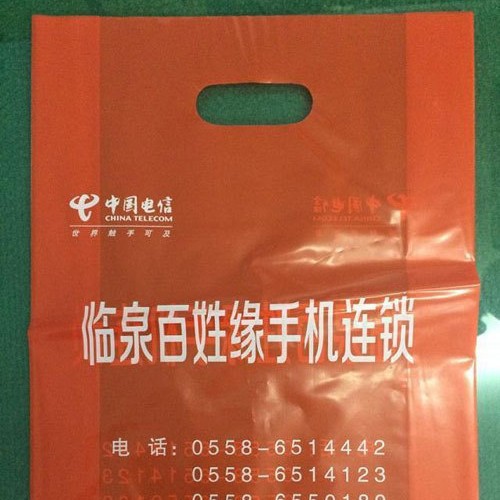 中国电信
CHINA TELECOM
世界触手可及
临泉百姓缘手机连锁
电 话：0558-6514442
0558-6514123